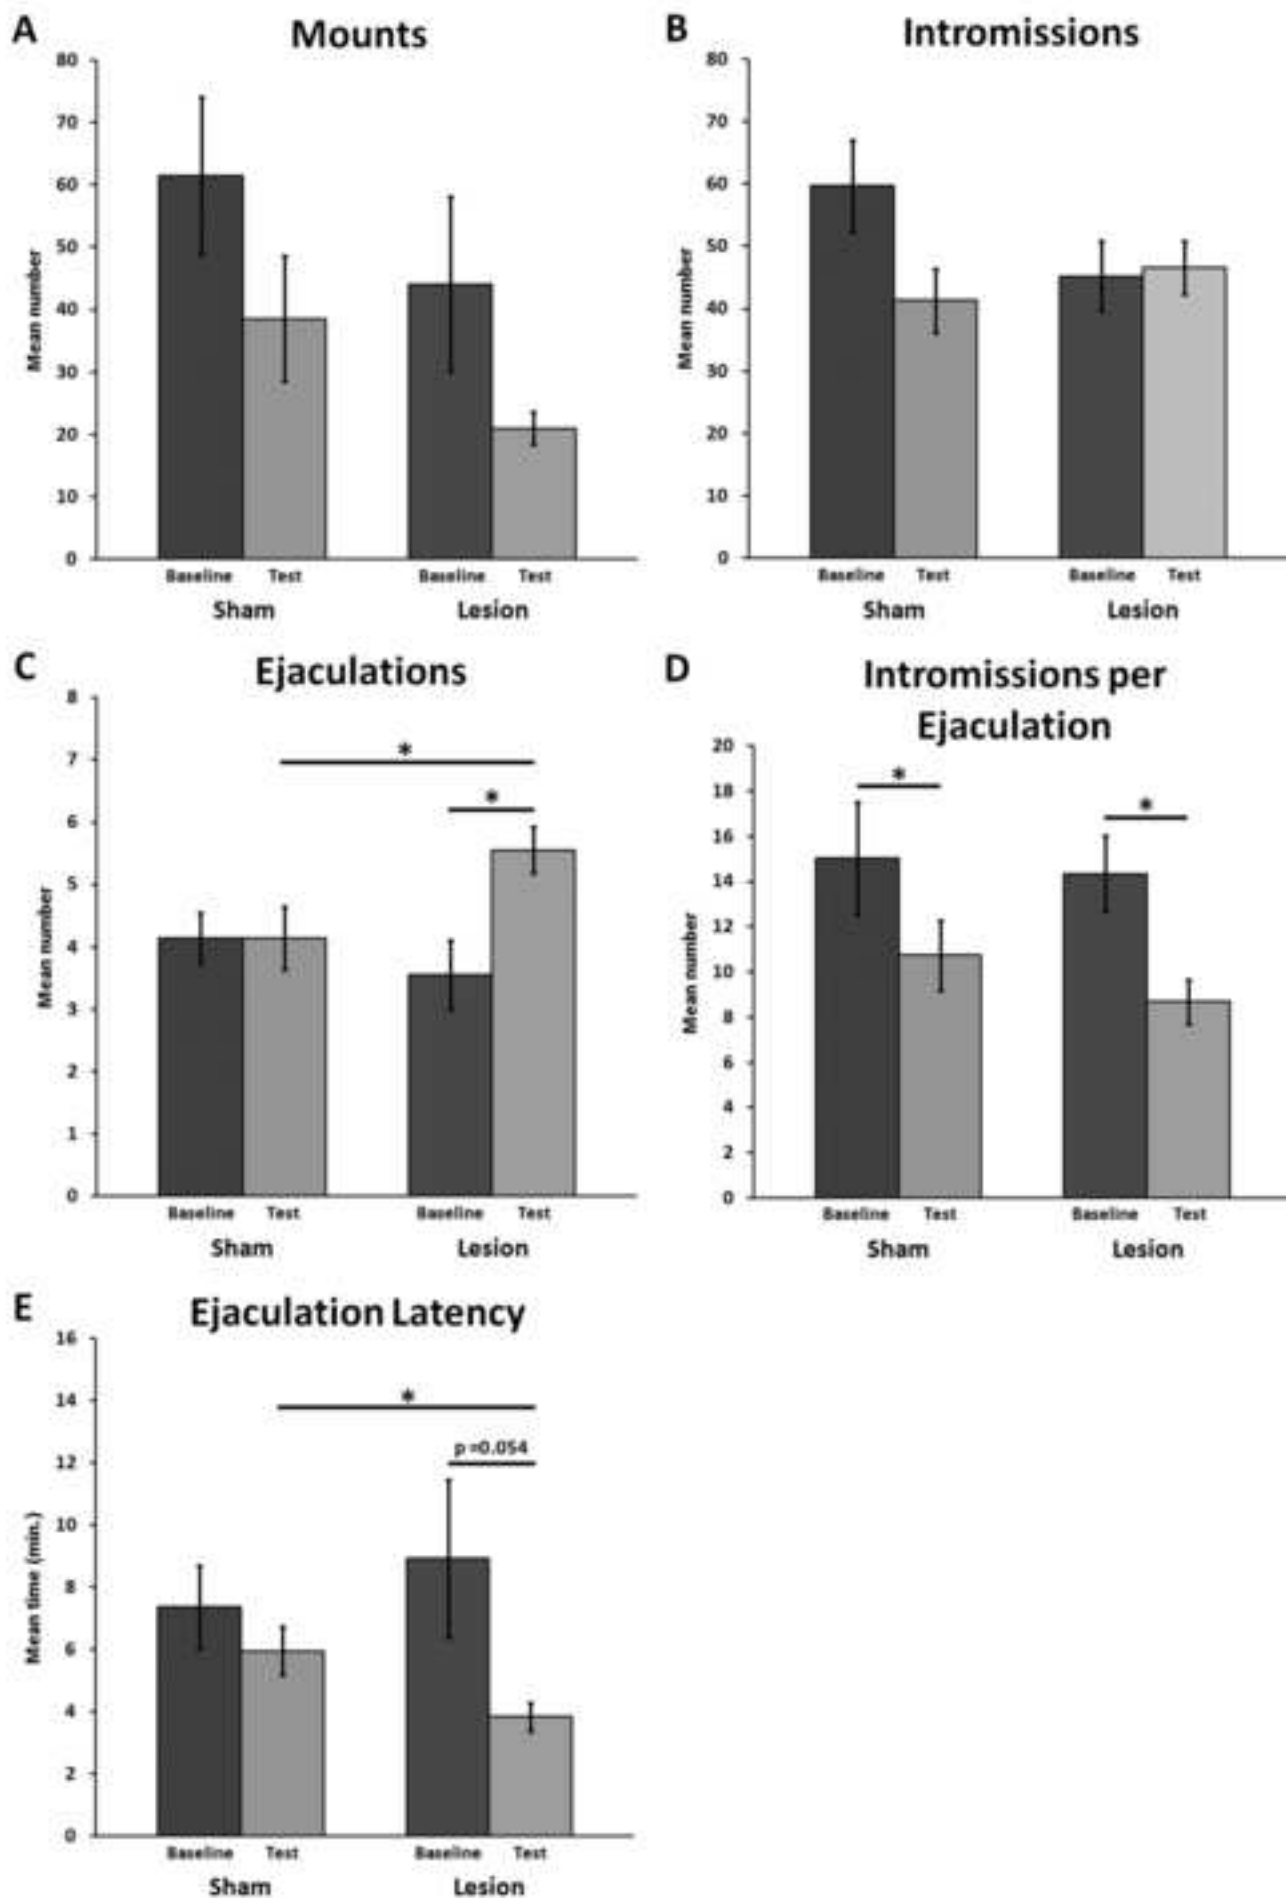 A
Mounts
80
70
60
50
40
30
20
10
0
Mean number
Baseline Test Baseline Test
Sham Lesion
B
Intromissions
80
70
60
50
40
30
20
10
0
Mean number
Baseline Test Baseline Test
Sham Lesion
C
Ejaculations
8
7
6
5
4
3
2
1
0
Mean number
*
*
Baseline Test Baseline Test
Sham Lesion
D
Intromissions per
Ejaculation
20
18
16
14
12
10
8
6
4
2
0
Mean number
*
*
Baseline Test Baseline Test
Sham Lesion
E
Ejaculation Latency
16
14
12
10
8
6
4
2
0
Mean time (min.)
*
p =0.054
Baseline Test Baseline Test
Sham Lesion